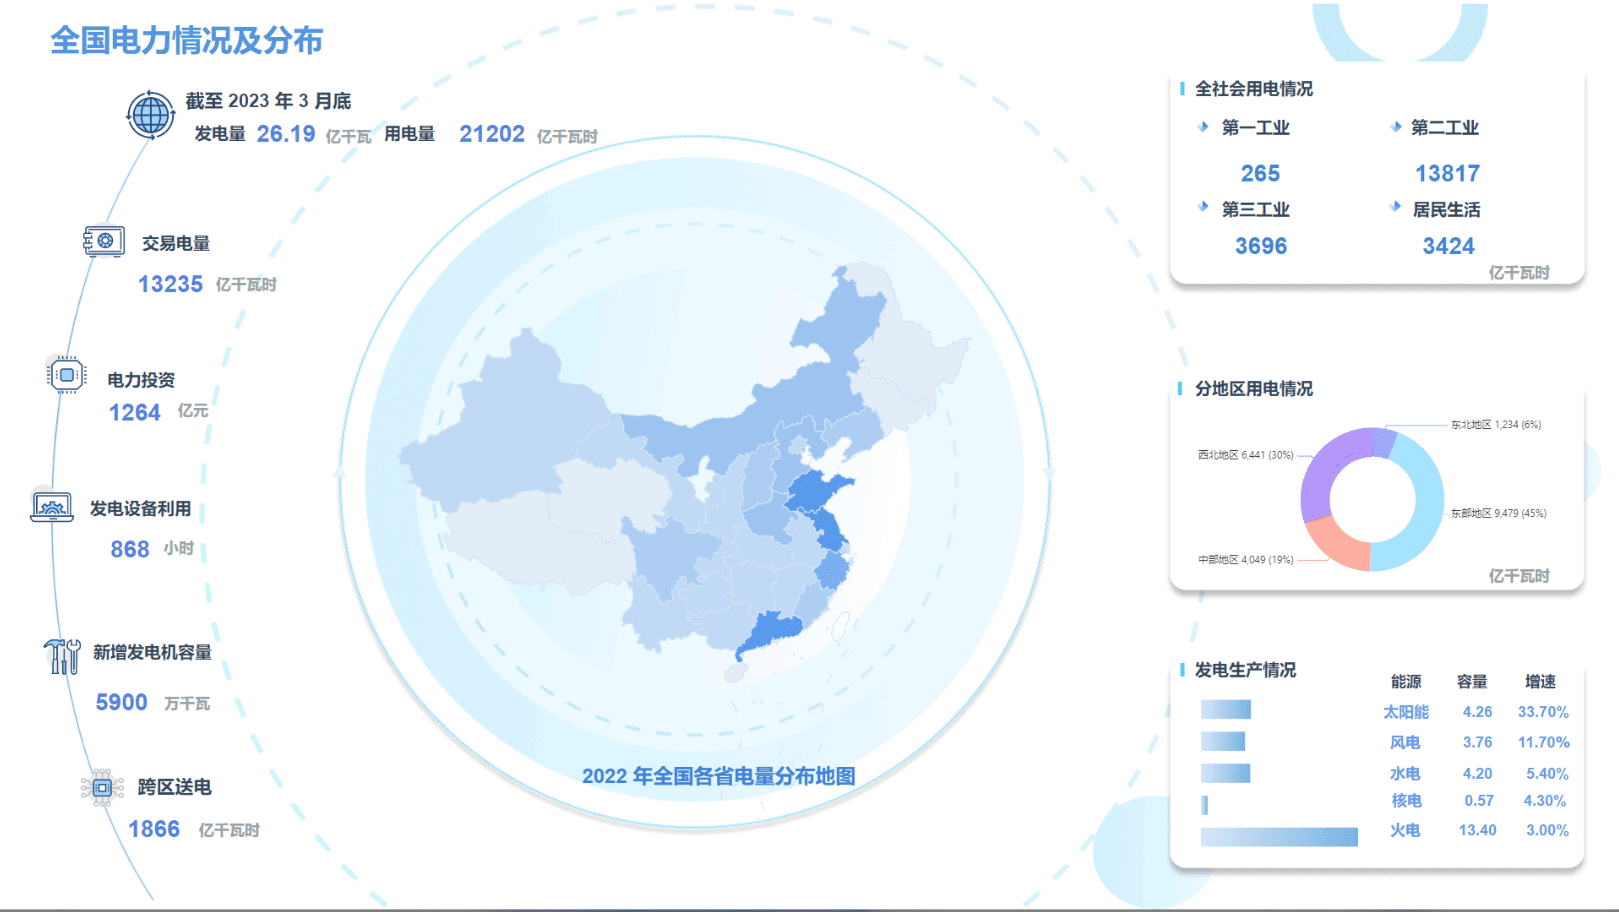 全国电力情况及分布
截至 2023 年 3 月底
发电量 26.19 亿千瓦 用电量 21202 亿千瓦时
交易电量
13235 亿千瓦时
电力投资
1264 亿元
发电设备利用
868 小时
新增发电机容量
5900 万千瓦
跨区送电
1866 亿千瓦时
2022 年全国各省电量分布地图
全社会用电情况
第一工业 第二工业
265 13817
第三工业 居民生活
3696 3424
亿千瓦时
分地区用电情况
东北地区 1,234 (6%)
西北地区 6,441 (30%)
东部地区 9,479 (45%)
中部地区 4,049 (19%)
亿千瓦时
发电生产情况
能源 容量 增速
太阳能 4.26 33.70%
风电 3.76 11.70%
水电 4.20 5.40%
核电 0.57 4.30%
火电 13.40 3.00%